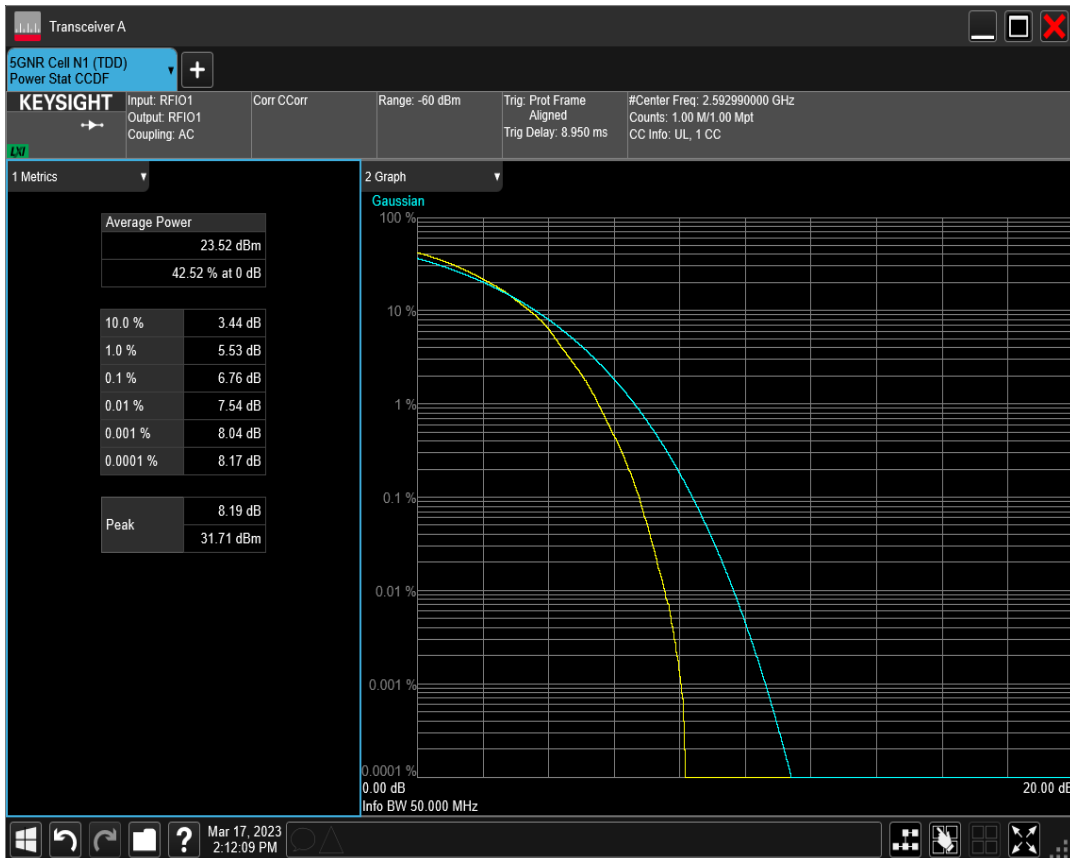 Transceiver A
5GNR Cell N1 (TDD)
Power Stat CCDF
KEYSIGHT
LXI
Input: RFIO1
Output: RFIO1
Coupling: AC
Corr CCorr
Range: -60 dBm
Trig: Prot Frame
Aligned
Trig Delay: 8.950 ms
#Center Freq: 2.592990000 GHz
Counts: 1.00 M/1.00 Mpt
CC Info: UL, 1 CC
1 Metrics
Average Power
23.52 dBm
42.52 % at 0 dB
10.0 % 3.44 dB
1.0 % 5.53 dB
0.1 % 6.76 dB
0.01 % 7.54 dB
0.001 % 8.04 dB
0.0001 % 8.17 dB
Peak 8.19 dB
31.71 dBm
2 Graph
Gaussian
100 %
10 %
1 %
0.1 %
0.01 %
0.001 %
0.0001 %
0.00 dB 20.00 dB
Info BW 50.000 MHz
?
Mar 17, 2023
2:12:09 PM